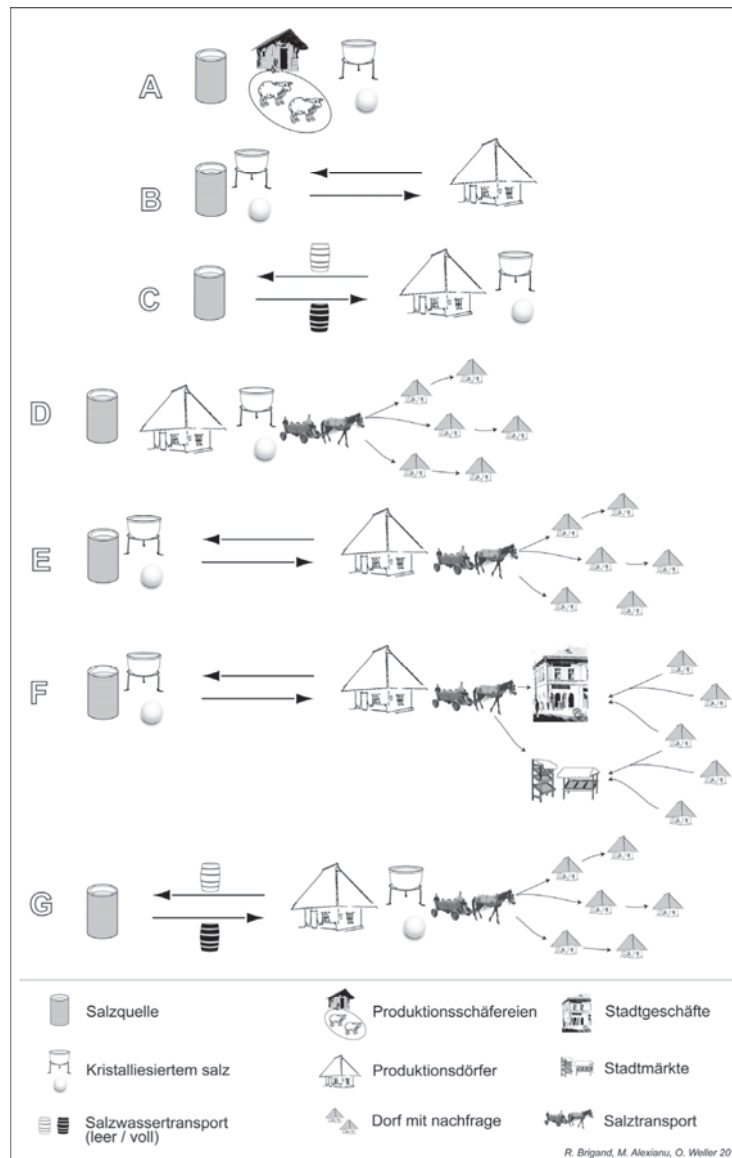 A
B
C
D
E
F
G
Salzquelle
Produktionsschäfereien
Stadtgeschäfte
Kristalliesiertem salz
Produktionsdörfer
Stadtmärkte
Salzwassertransport
(leer / voll)
Dorf mit nachfrage
Salztransport
R. Brigand, M. Alexianu, O. Weller 20